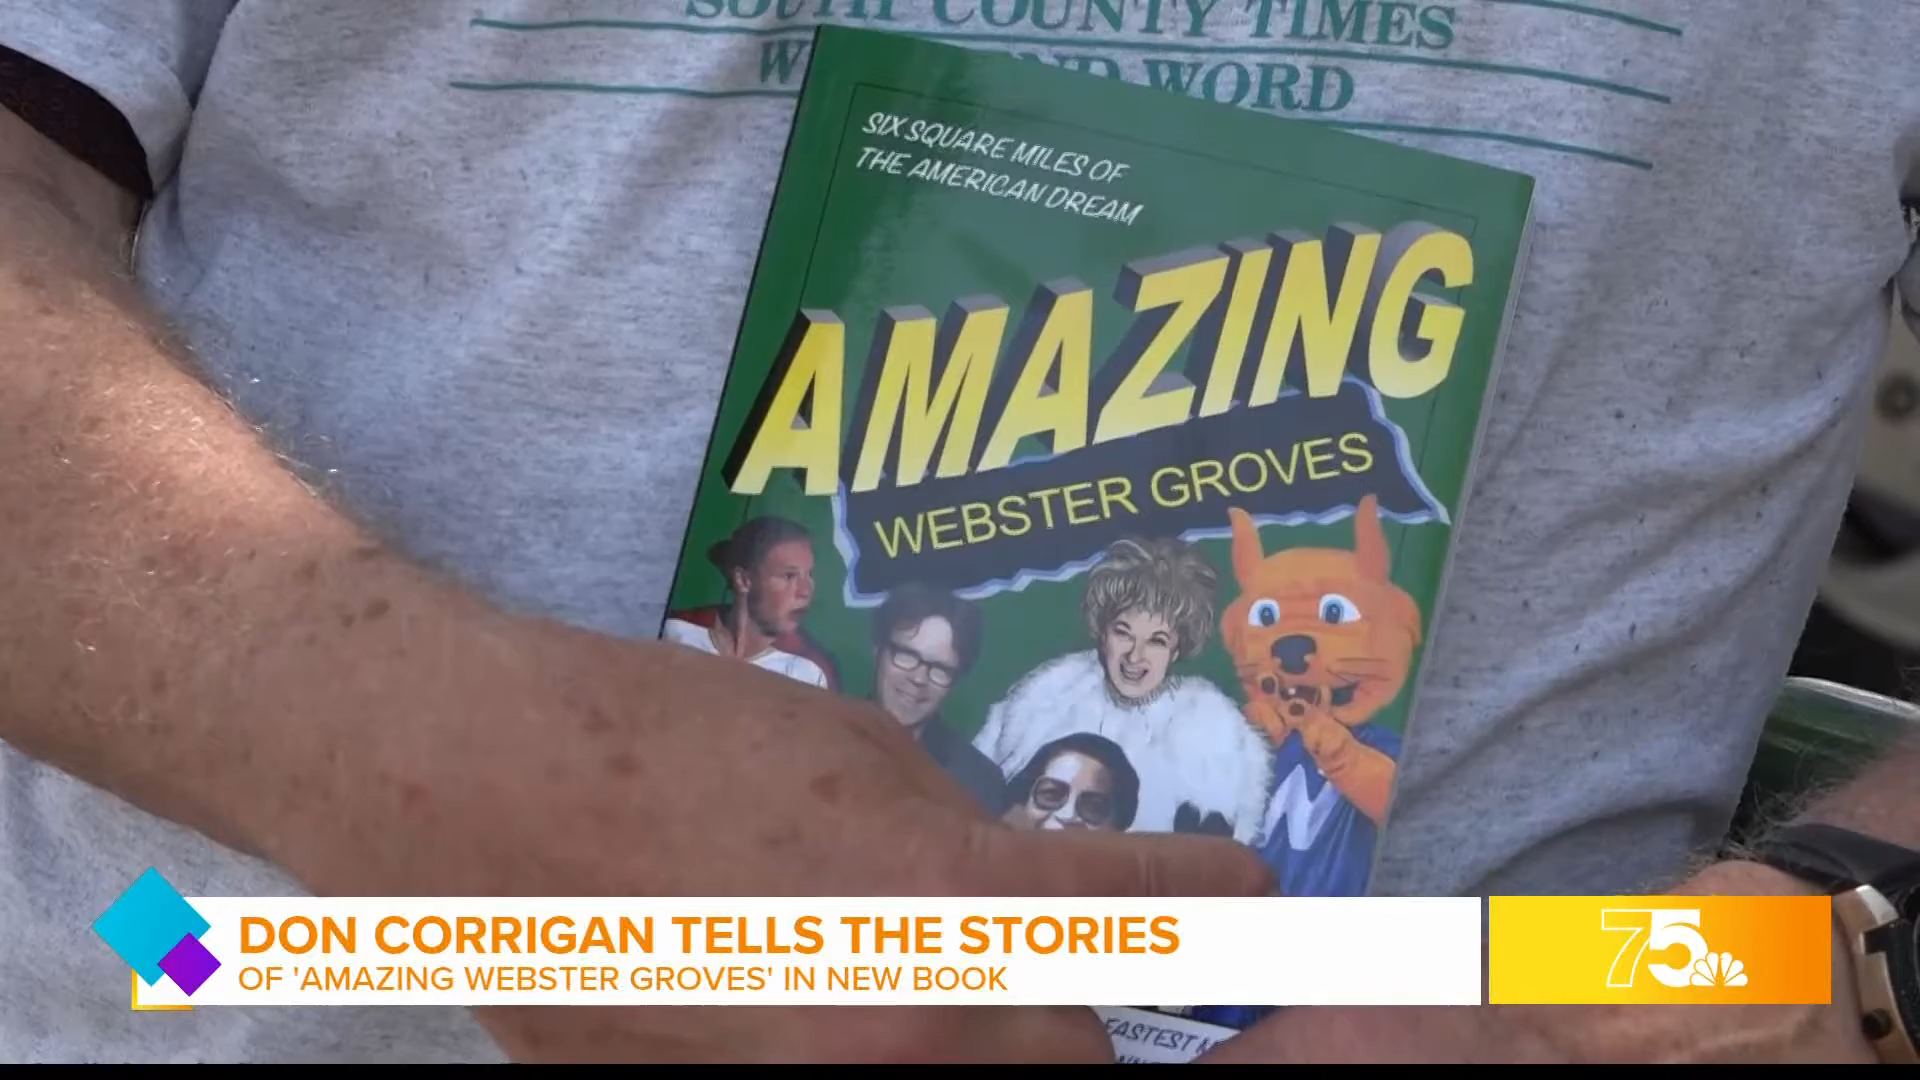 SOUTH COUNTY TIMES
WORD
SIX SQUARE MILES OF
THE AMERICAN DREAM
AMAZING
WEBSTER GROVES
W
DON CORRIGAN TELLS THE STORIES
OF 'AMAZING WEBSTER GROVES' IN NEW BOOK
75
EASTEST